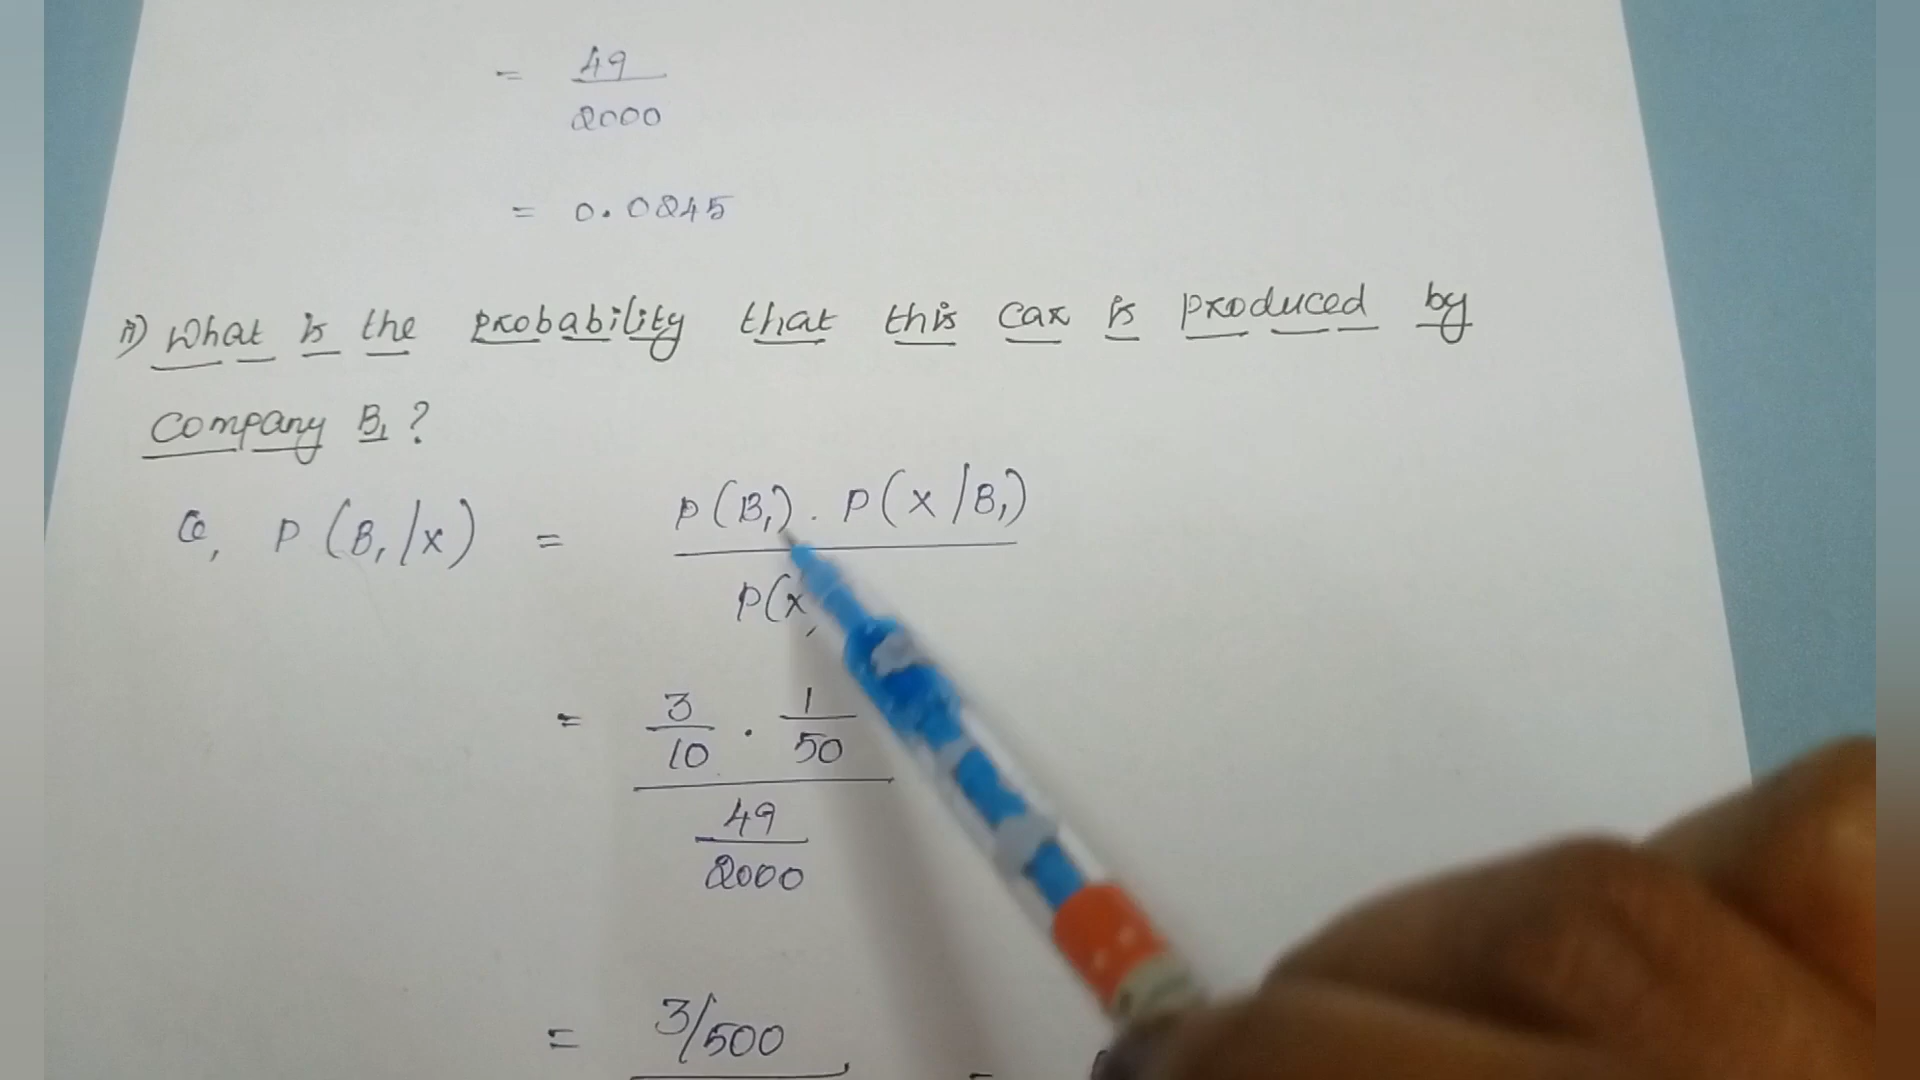 = 49
2000
= 0.0245
ii) What is the probability that this car is produced by
company B₁?
P(B₁/x) = P(B₁) . P(x/B₁)
P(x
= 3/10 . 1/50
49
2000
= 3/500
=